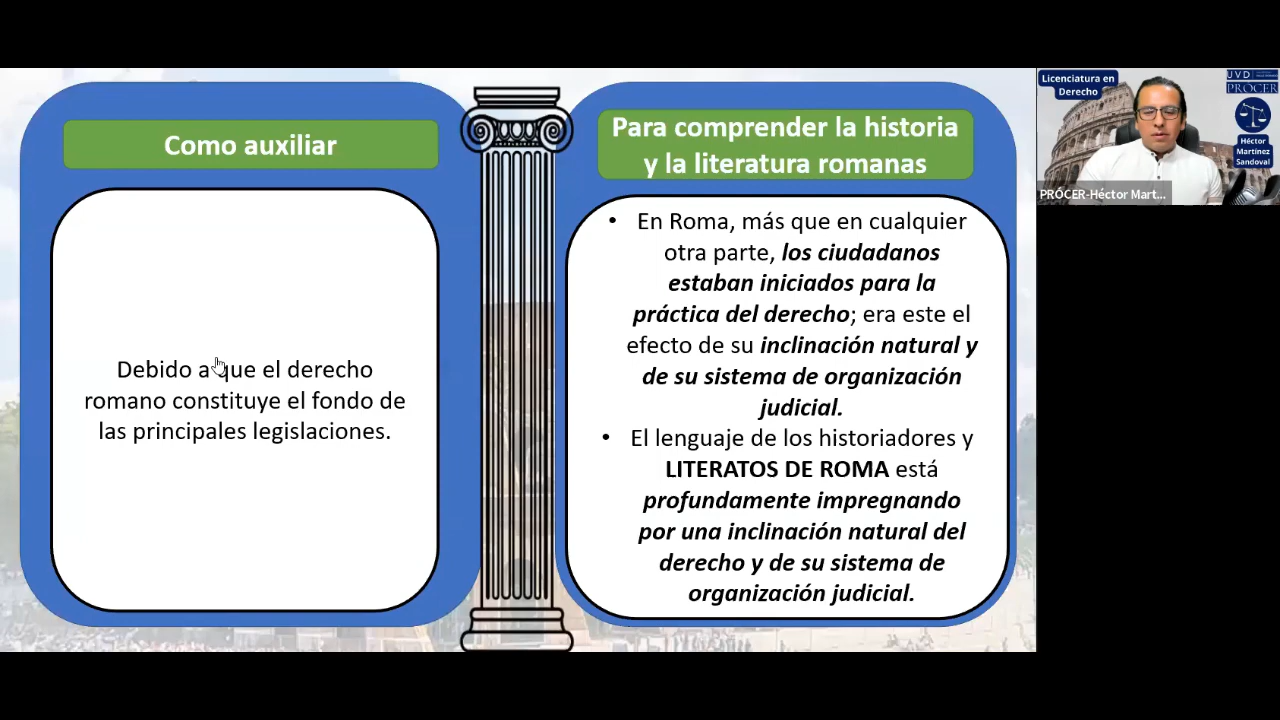 Como auxiliar
Debido a que el derecho
romano constituye el fondo de
las principales legislaciones.
Para comprender la historia
y la literatura romanas
• En Roma, más que en cualquier
otra parte, los ciudadanos
estaban iniciados para la
práctica del derecho; era este el
efecto de su inclinación natural y
de su sistema de organización
judicial.
• El lenguaje de los historiadores y
LITERATOS DE ROMA está
profundamente impregnando
por una inclinación natural del
derecho y de su sistema de
organización judicial.
Licenciatura en
Derecho
UVD
PRÓCER
Héctor
Martínez
Sandoval
PRÓCER-Héctor Mart...